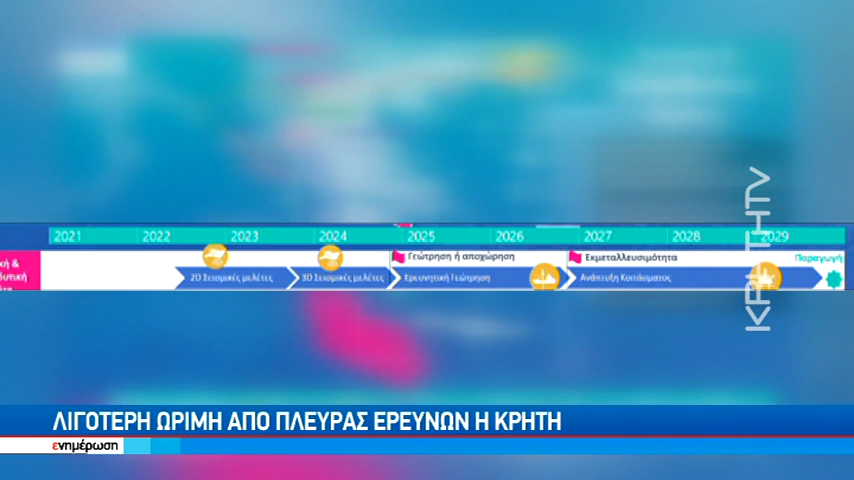 2021 2022 2023 2024 2025 2026 2027 2028 2029
Γεώτρηση ή αποχώρηση Εκμεταλλευσιμότητα Παραγωγή
2D Σεισμικές μελέτες 3D Σεισμικές μελέτες Ερευνητική Γεώτρηση Ανάπτυξη Κοιτάσματος
ΚΡΗΤΗTV
ΛΙΓΟΤΕΡΗ ΩΡΙΜΗ ΑΠΟ ΠΛΕΥΡΑΣ ΕΡΕΥΝΩΝ Η ΚΡΗΤΗ
ενημέρωση